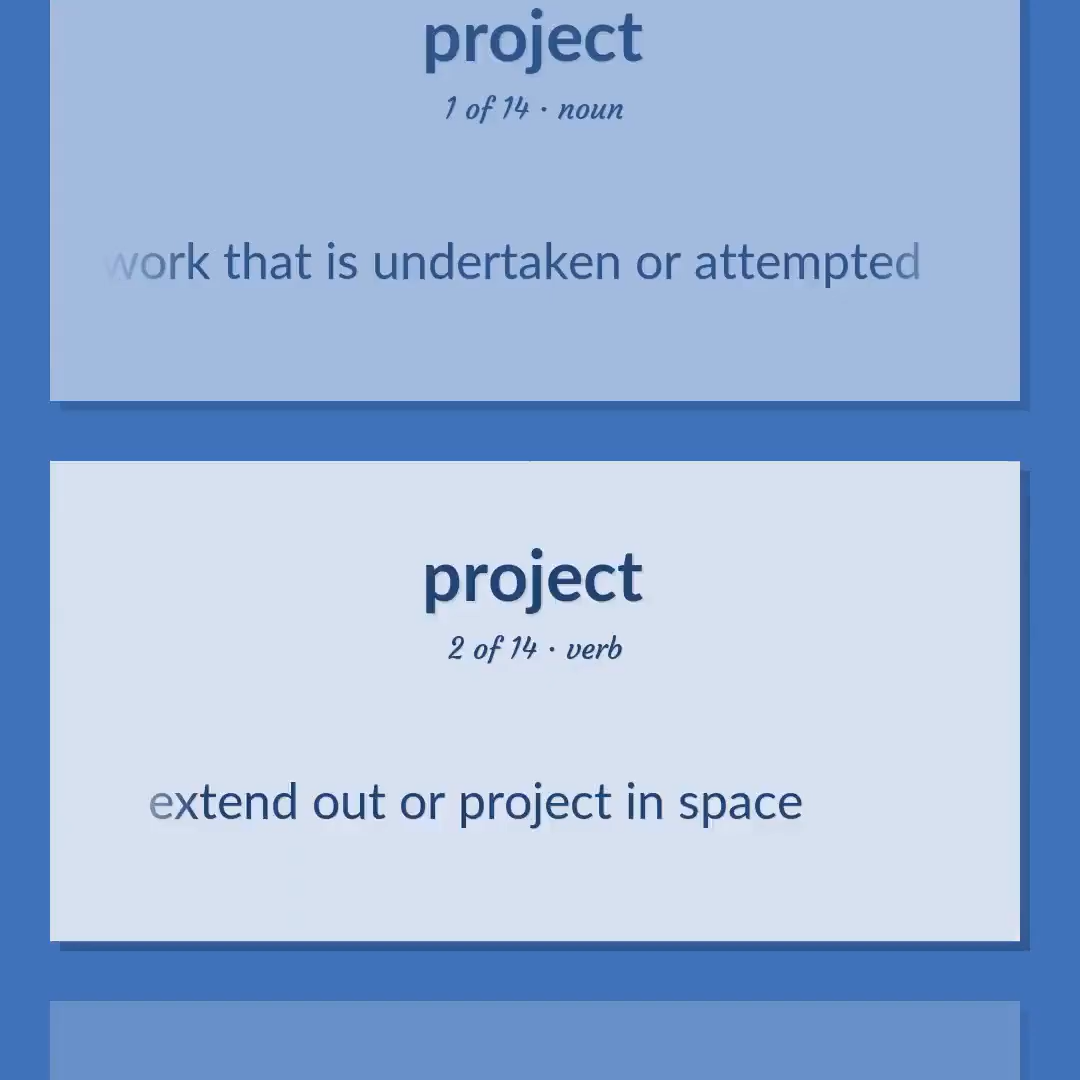 project
1 of 14 · noun
work that is undertaken or attempted
project
2 of 14 · verb
extend out or project in space